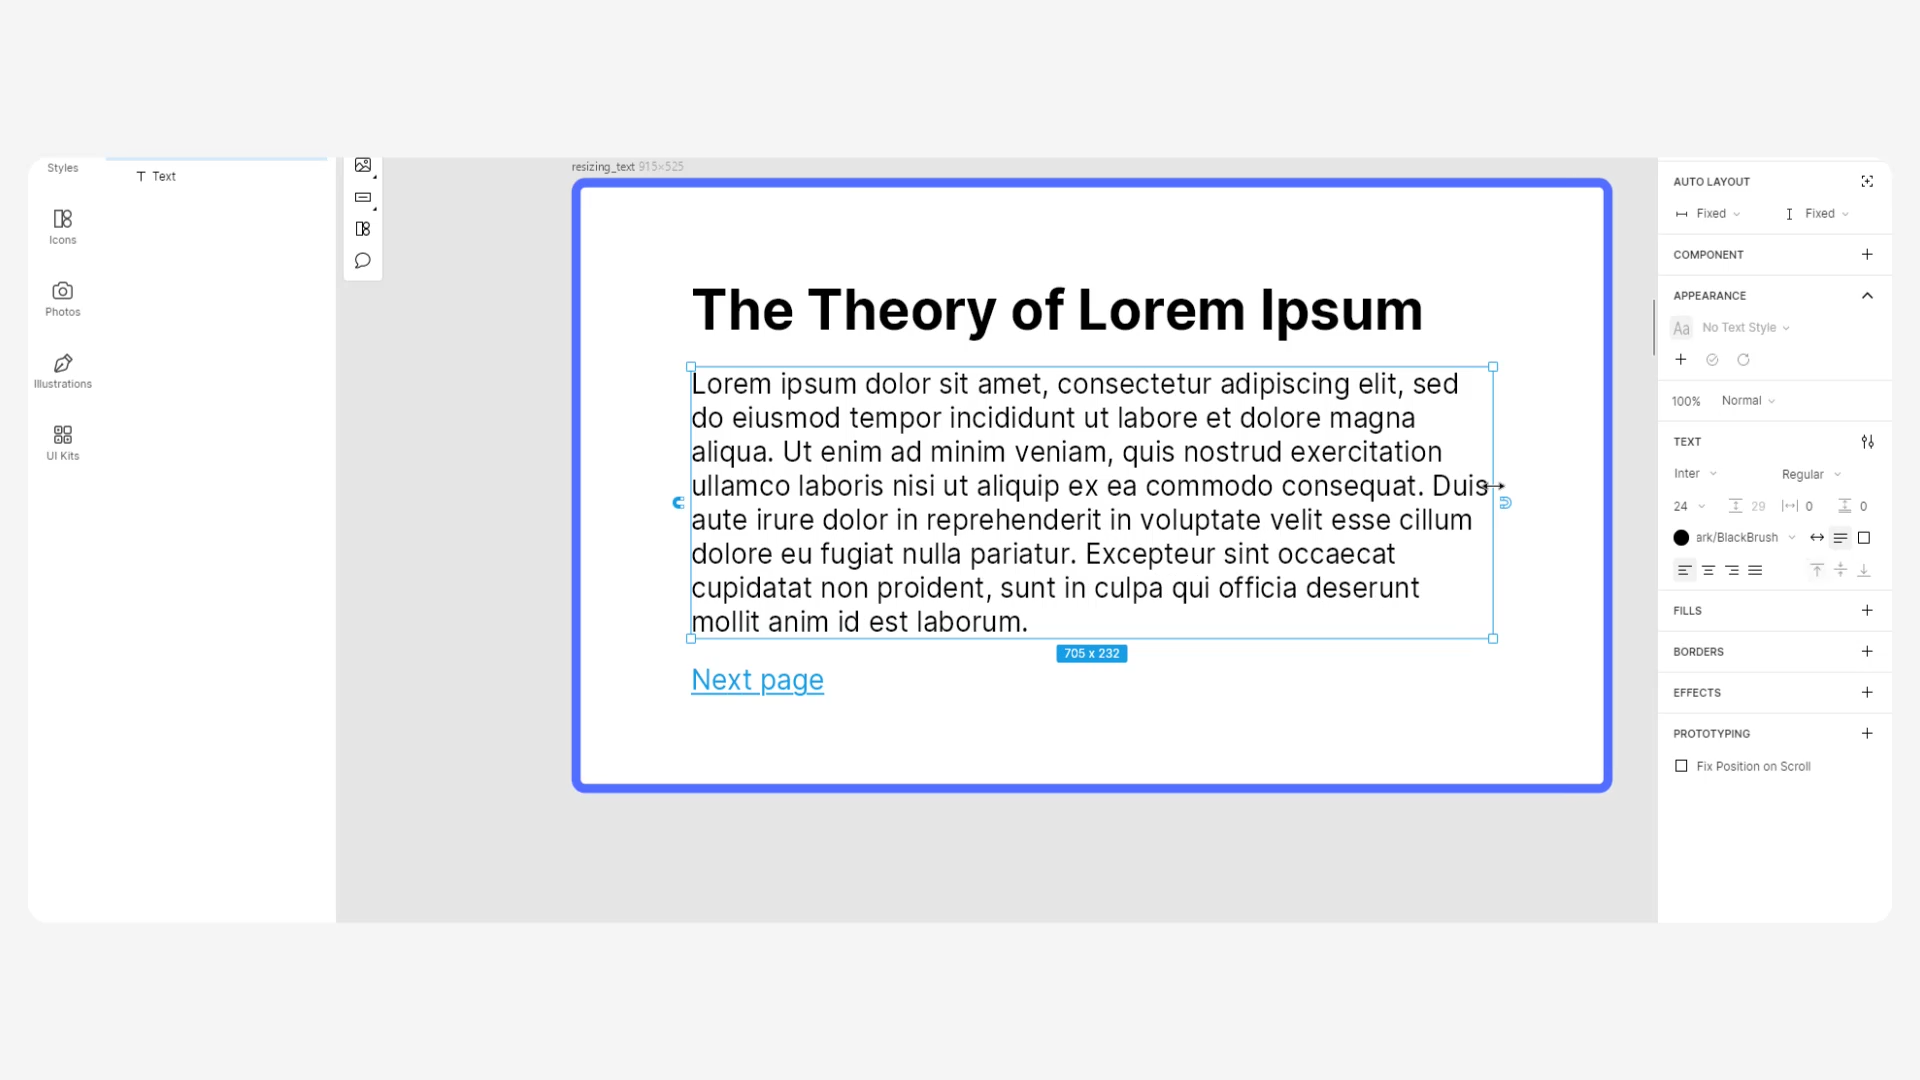 Styles
Text
Icons
Photos
Illustrations
UI Kits
resizing_text 915×525
The Theory of Lorem Ipsum
Lorem ipsum dolor sit amet, consectetur adipiscing elit, sed
do eiusmod tempor incididunt ut labore et dolore magna
aliqua. Ut enim ad minim veniam, quis nostrud exercitation
ullamco laboris nisi ut aliquip ex ea commodo consequat. Duis
aute irure dolor in reprehenderit in voluptate velit esse cillum
dolore eu fugiat nulla pariatur. Excepteur sint occaecat
cupidatat non proident, sunt in culpa qui officia deserunt
mollit anim id est laborum.
705 x 232
Next page
AUTO LAYOUT
Fixed Fixed
COMPONENT
APPEARANCE
Aa No Text Style
100% Normal
TEXT
Inter Regular
24 29 0 0
ark/BlackBrush
FILLS
BORDERS
EFFECTS
PROTOTYPING
Fix Position on Scroll